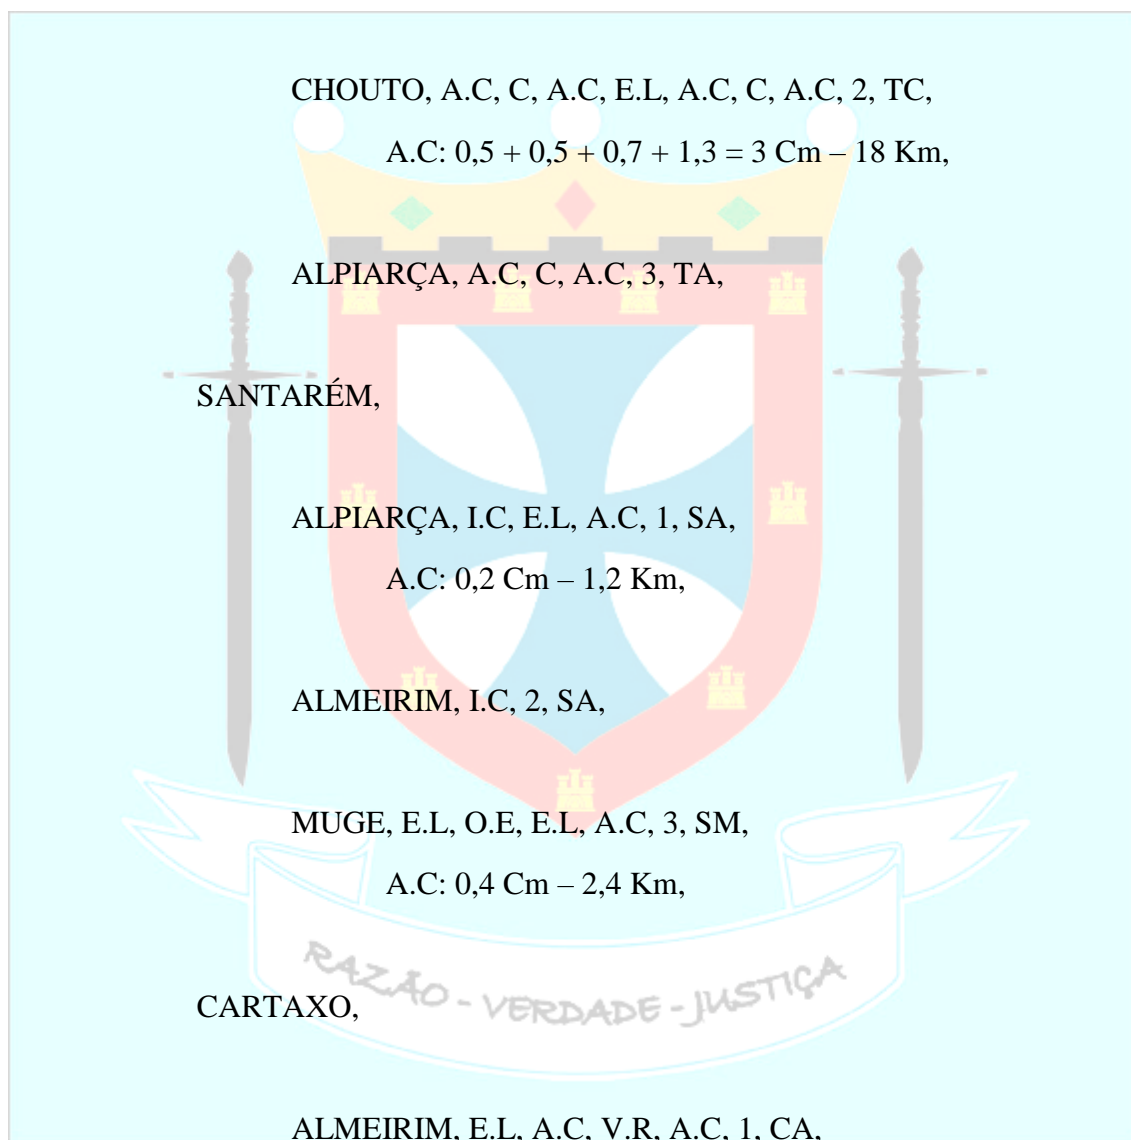 CHOUTO, A.C, C, A.C, E.L, A.C, C, A.C, 2, TC,
A.C: 0,5 + 0,5 + 0,7 + 1,3 = 3 Cm – 18 Km,
ALPIARÇA, A.C, C, A.C, 3, TA,
SANTARÉM,
ALPIARÇA, I.C, E.L, A.C, 1, SA,
A.C: 0,2 Cm – 1,2 Km,
ALMEIRIM, I.C, 2, SA,
MUGE, E.L, O.E, E.L, A.C, 3, SM,
A.C: 0,4 Cm – 2,4 Km,
RAZÃO - VERDADE - JUSTIÇA
CARTAXO,
ALMEIRIM, E.L, A.C, V.R, A.C, 1, CA,